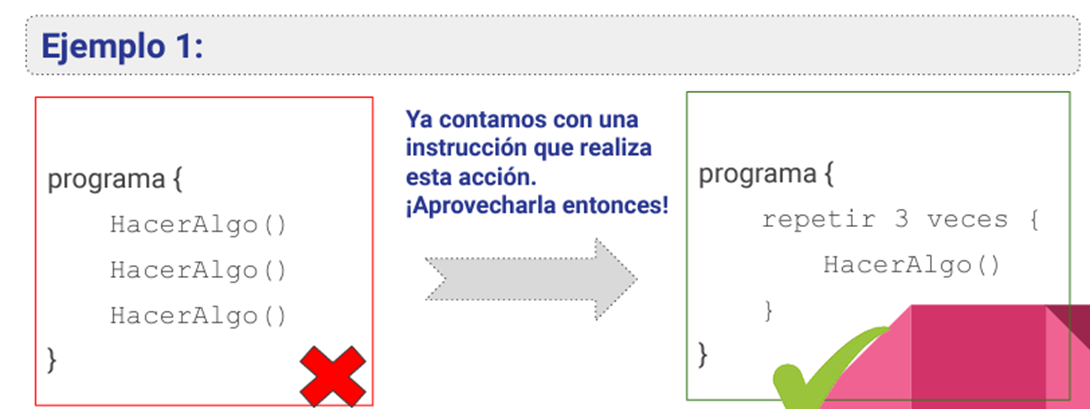 Ejemplo 1:
programa {
HacerAlgo()
HacerAlgo()
HacerAlgo()
}
Ya contamos con una
instrucción que realiza
esta acción.
¡Aprovecharla entonces!
programa {
repetir 3 veces {
HacerAlgo()
}
}